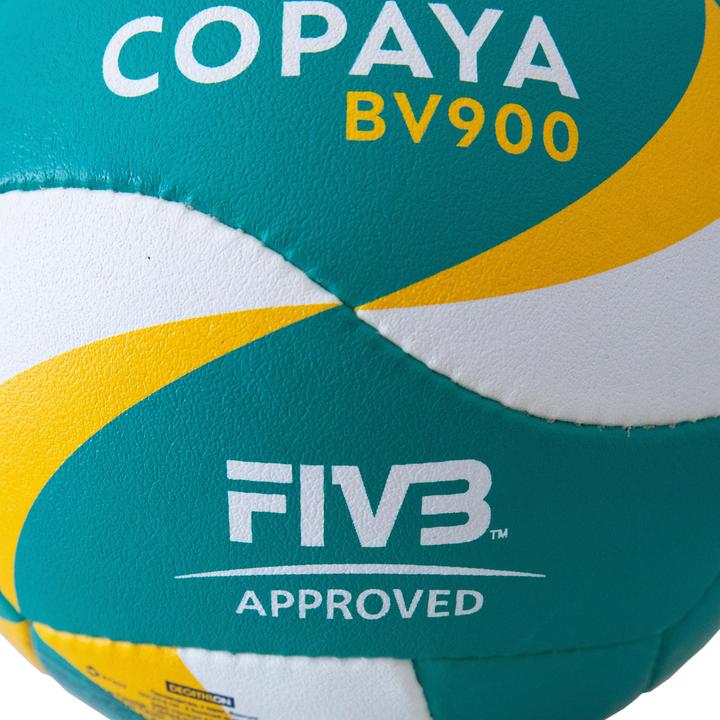 COPAYA
BV900
FIVB™
APPROVED
DECATHLON